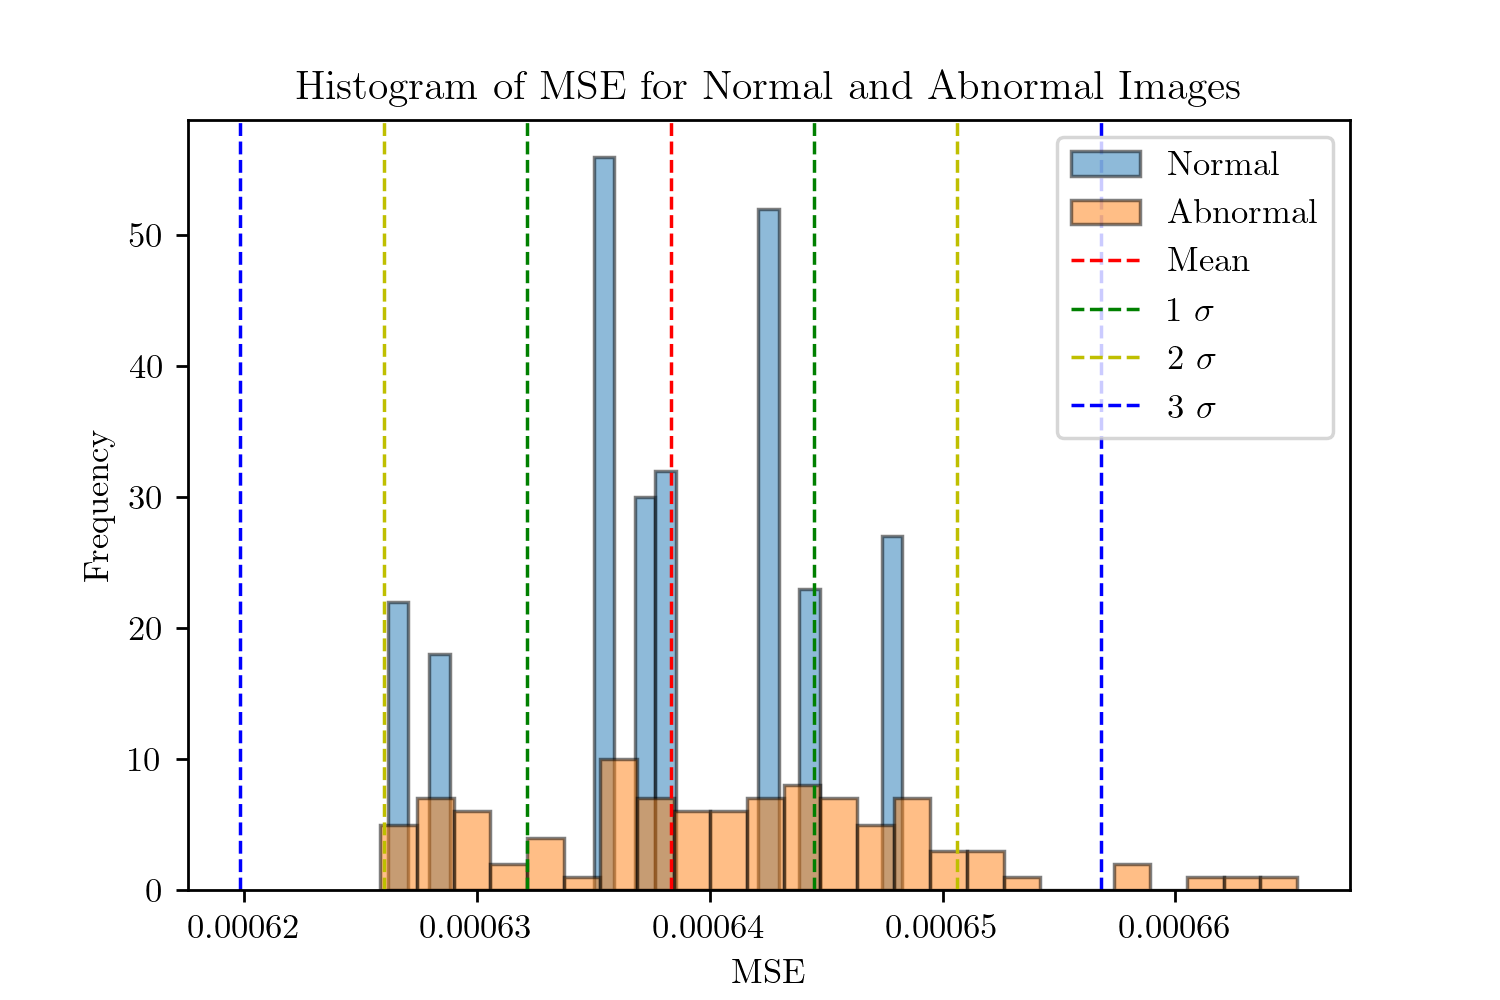 Histogram of MSE for Normal and Abnormal Images
Normal
Abnormal
Mean
1 σ
2 σ
3 σ
Frequency
50
40
30
20
10
0
0.00062 0.00063 0.00064 0.00065 0.00066
MSE